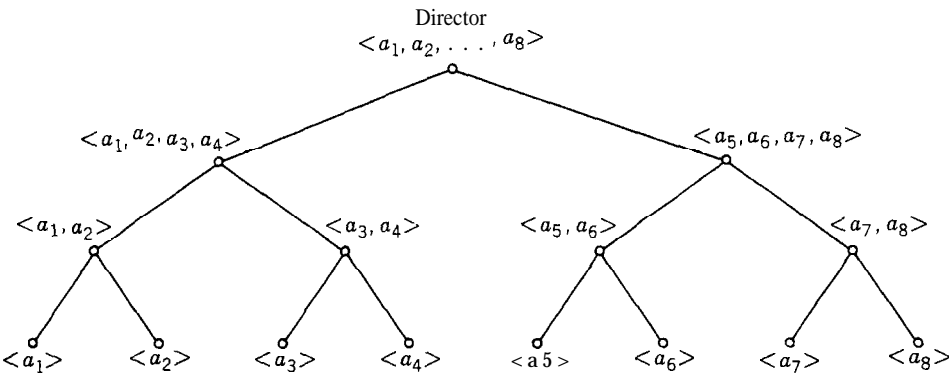 Director
<a₁, a₂, . . . , a₈>
<a₁, a₂, a₃, a₄> <a₅, a₆, a₇, a₈>
<a₁, a₂> <a₃, a₄> <a₅, a₆> <a₇, a₈>
<a₁> <a₂> <a₃> <a₄> <a5> <a₆> <a₇> <a₈>